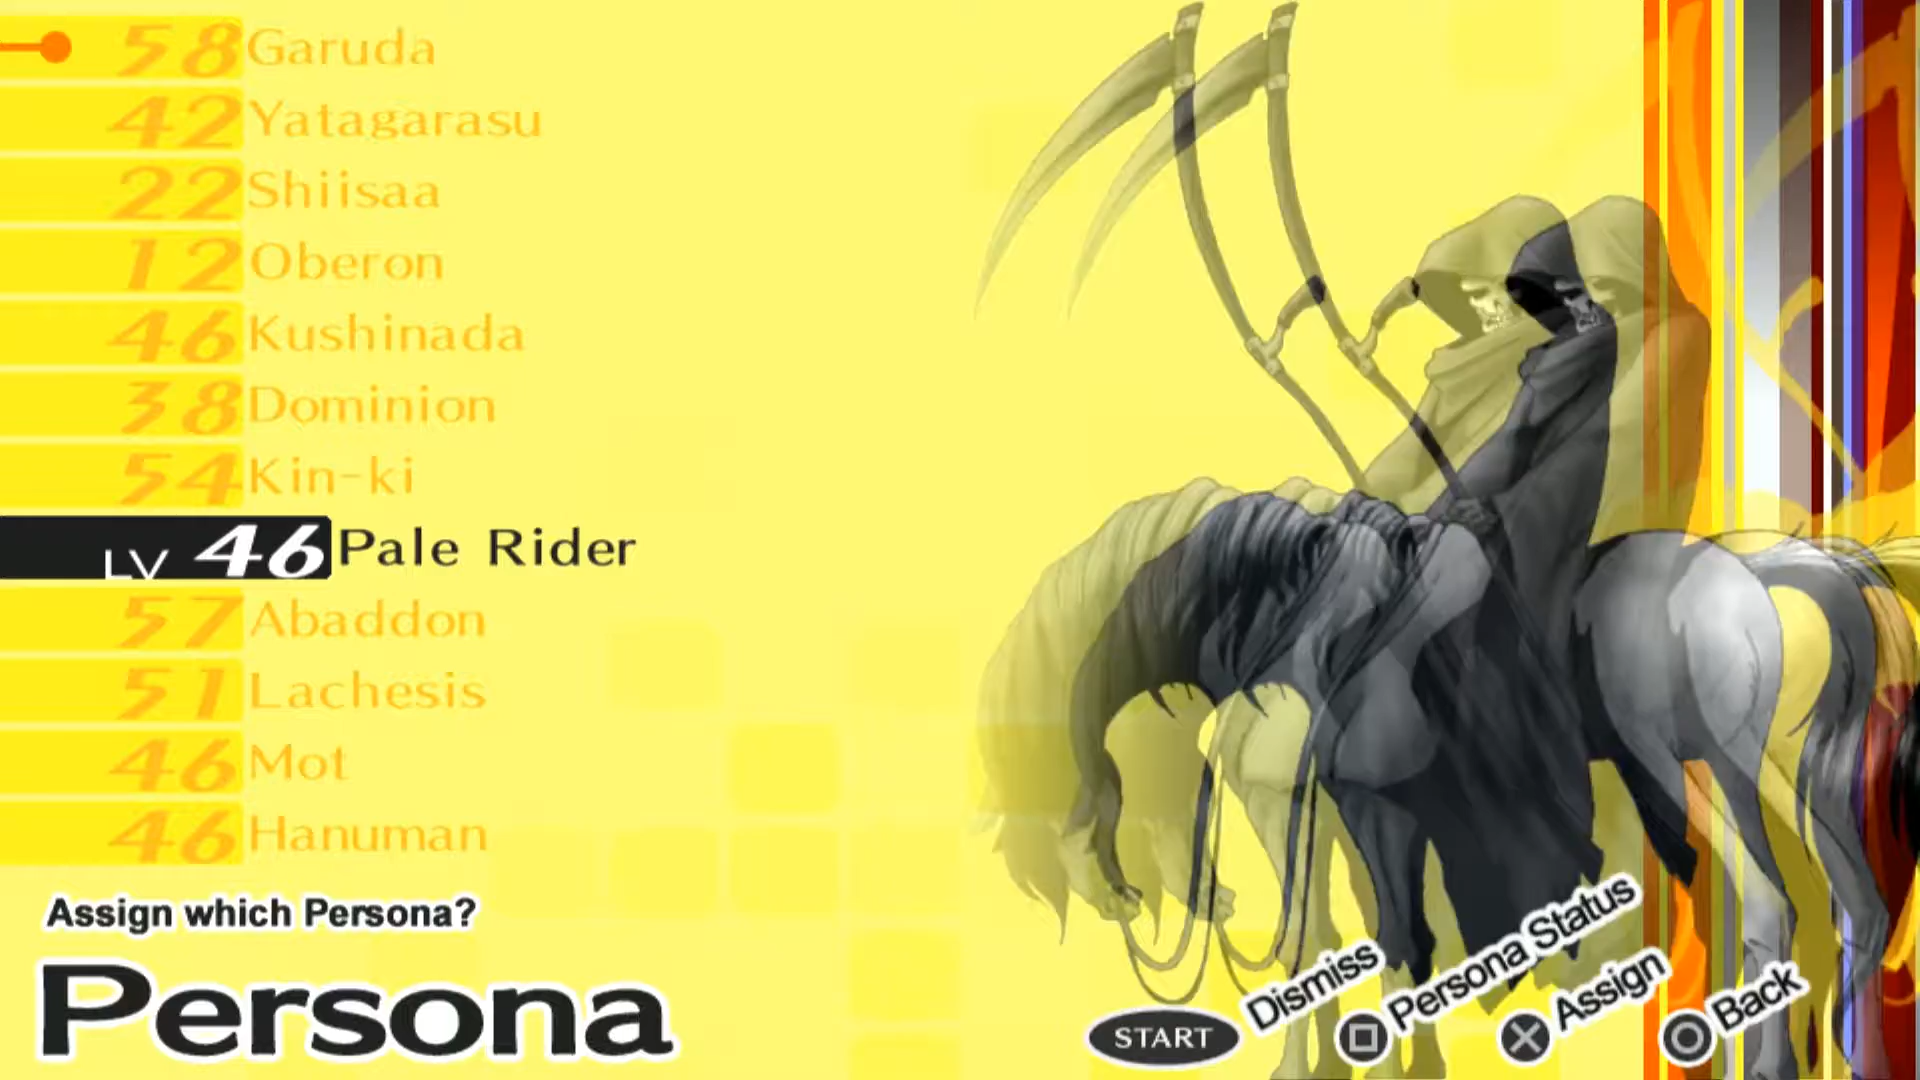 58 Garuda
42 Yatagarasu
22 Shiisaa
12 Oberon
46 Kushinada
38 Dominion
54 Kin-ki
LV 46 Pale Rider
57 Abaddon
51 Lachesis
46 Mot
46 Hanuman
Assign which Persona?
Persona
START Dismiss Persona Status Assign Back